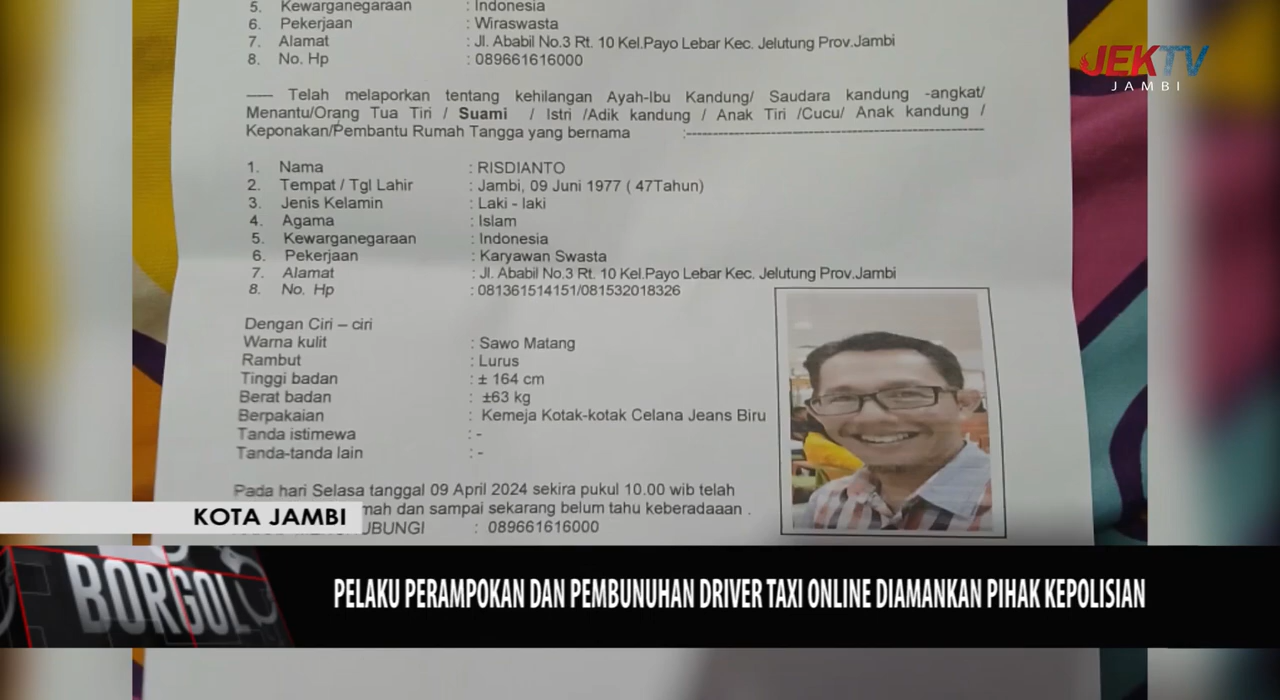 5. Kewarganegaraan : Indonesia
6. Pekerjaan : Wiraswasta
7. Alamat : Jl. Ababil No.3 Rt. 10 Kel.Payo Lebar Kec. Jelutung Prov.Jambi
8. No. Hp : 089661616000
JEKTV
JAMBI
Telah melaporkan tentang kehilangan Ayah-Ibu Kandung/ Saudara kandung -angkat/
Menantu/Orang Tua Tiri / Suami / Istri /Adik kandung / Anak Tiri /Cucu/ Anak kandung /
Keponakan/Pembantu Rumah Tangga yang bernama :
1. Nama : RISDIANTO
2. Tempat / Tgl Lahir : Jambi, 09 Juni 1977 ( 47Tahun)
3. Jenis Kelamin : Laki - laki
4. Agama : Islam
5. Kewarganegaraan : Indonesia
6. Pekerjaan : Karyawan Swasta
7. Alamat : Jl. Ababil No.3 Rt. 10 Kel.Payo Lebar Kec. Jelutung Prov.Jambi
8. No. Hp : 081361514151/081532018326
Dengan Ciri – ciri
Warna kulit : Sawo Matang
Rambut : Lurus
Tinggi badan : ± 164 cm
Berat badan : ±63 kg
Berpakaian : Kemeja Kotak-kotak Celana Jeans Biru
Tanda istimewa : -
Tanda-tanda lain : -
Pada hari Selasa tanggal 09 April 2024 sekira pukul 10.00 wib telah
mah dan sampai sekarang belum tahu keberadaaan .
UBUNGI : 089661616000
KOTA JAMBI
BORGOL
PELAKU PERAMPOKAN DAN PEMBUNUHAN DRIVER TAXI ONLINE DIAMANKAN PIHAK KEPOLISIAN